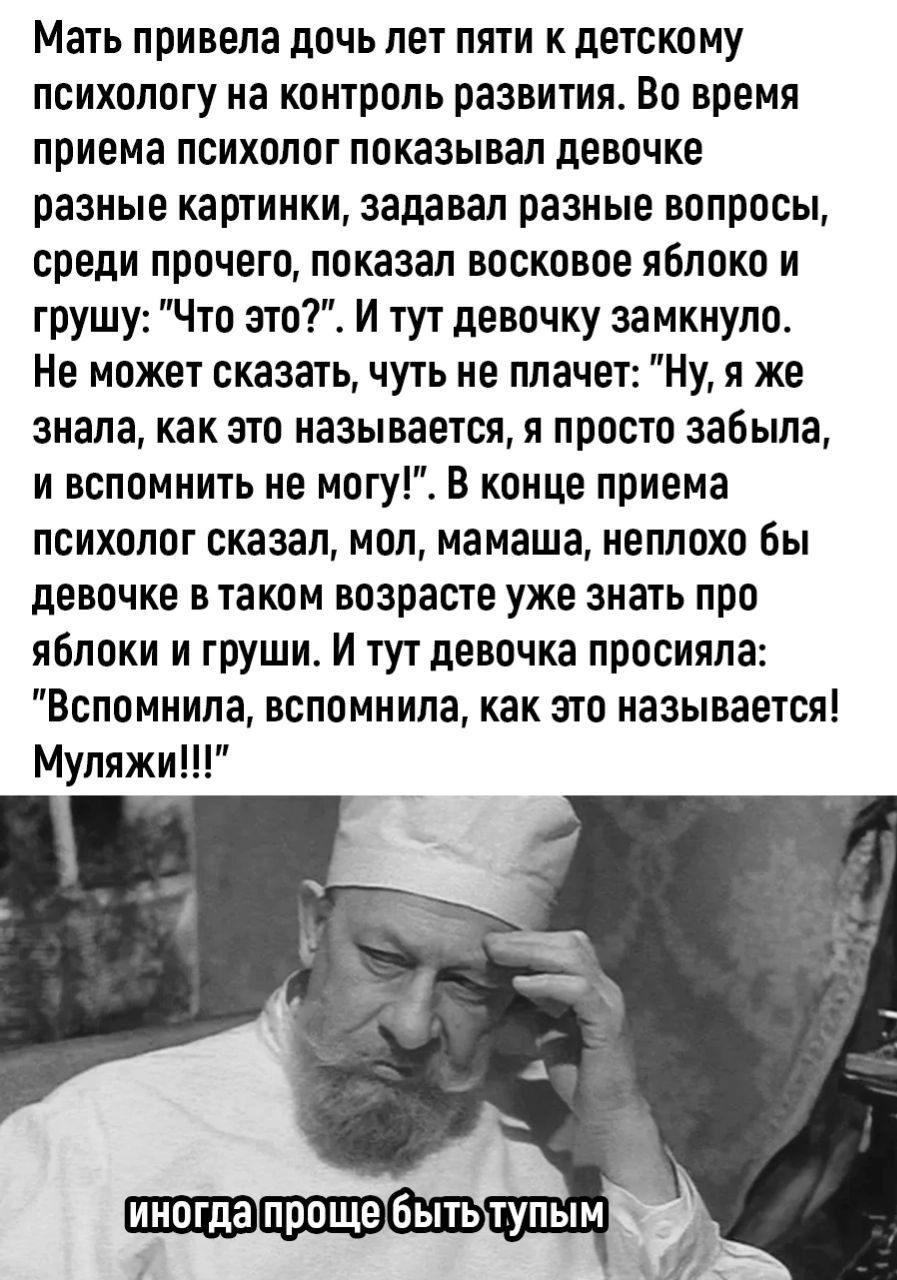 Мать привела дочь лет пяти к детскому
психологу на контроль развития. Во время
приема психолог показывал девочке
разные картинки, задавал разные вопросы,
среди прочего, показал восковое яблоко и
грушу: "Что это?". И тут девочку замкнуло.
Не может сказать, чуть не плачет: "Ну, я же
знала, как это называется, я просто забыла,
и вспомнить не могу!". В конце приема
психолог сказал, мол, мамаша, неплохо бы
девочке в таком возрасте уже знать про
яблоки и груши. И тут девочка просияла:
"Вспомнила, вспомнила, как это называется!
Муляжи!!!"
иногда проще быть тупым